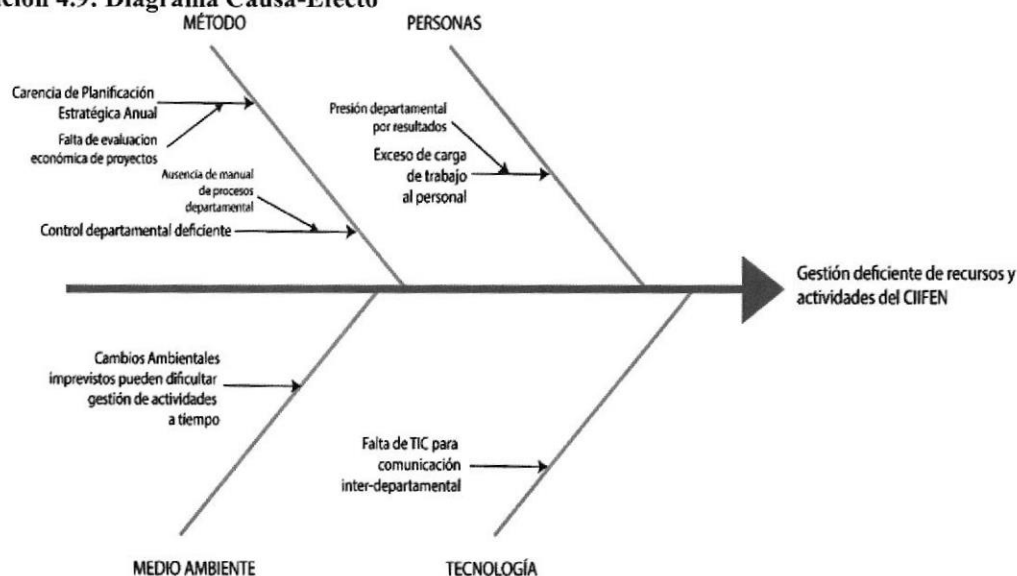 4.9: Diagrama Causa-Efecto
MÉTODO
PERSONAS
Carencia de Planificación
Estratégica Anual
Falta de evaluacion
económica de proyectos
Ausencia de manual
de procesos
departamental
Control departamental deficiente
Presión departamental
por resultados
Exceso de carga
de trabajo
al personal
Gestión deficiente de recursos y
actividades del CIIFEN
Cambios Ambientales
imprevistos pueden dificultar
gestión de actividades
a tiempo
Falta de TIC para
comunicación
inter-departamental
MEDIO AMBIENTE
TECNOLOGÍA